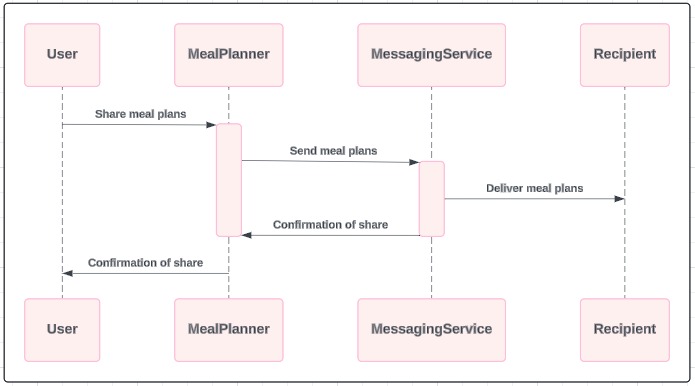 User
MealPlanner
MessagingService
Recipient
Share meal plans
Send meal plans
Deliver meal plans
Confirmation of share
Confirmation of share
User
MealPlanner
MessagingService
Recipient